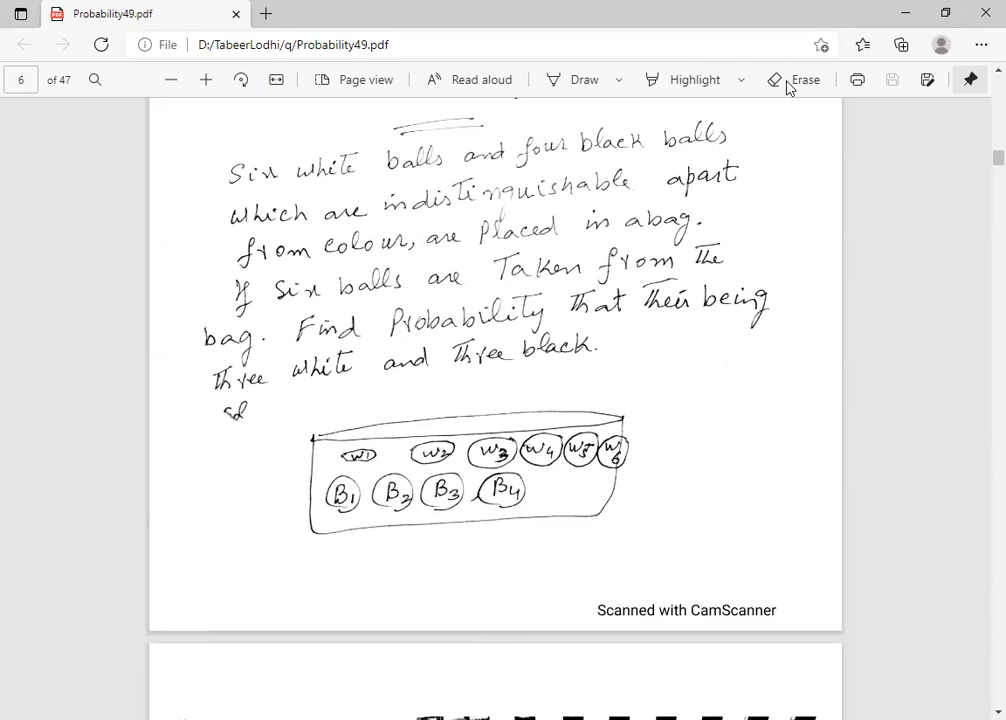 Probability49.pdf
File D:/TabeerLodhi/q/Probability49.pdf
6 of 47 Page view Read aloud Draw Highlight Erase
Six white balls and four black balls
which are indistinguishable apart
from colour, are Placed in a bag.
If Six balls are Taken from the
bag. Find Probability that their being
three white and three black.
Sol
W1 W2 W3 W4 W5 W6
B1 B2 B3 B4
Scanned with CamScanner